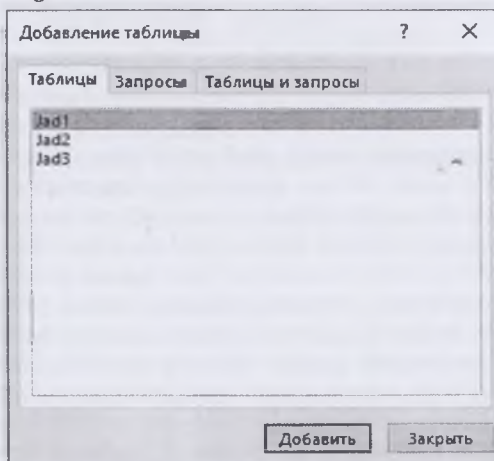 Добавление таблицы ? ×
Таблицы Запросы Таблицы и запросы
Jad1
Jad2
Jad3
Добавить Закрыть